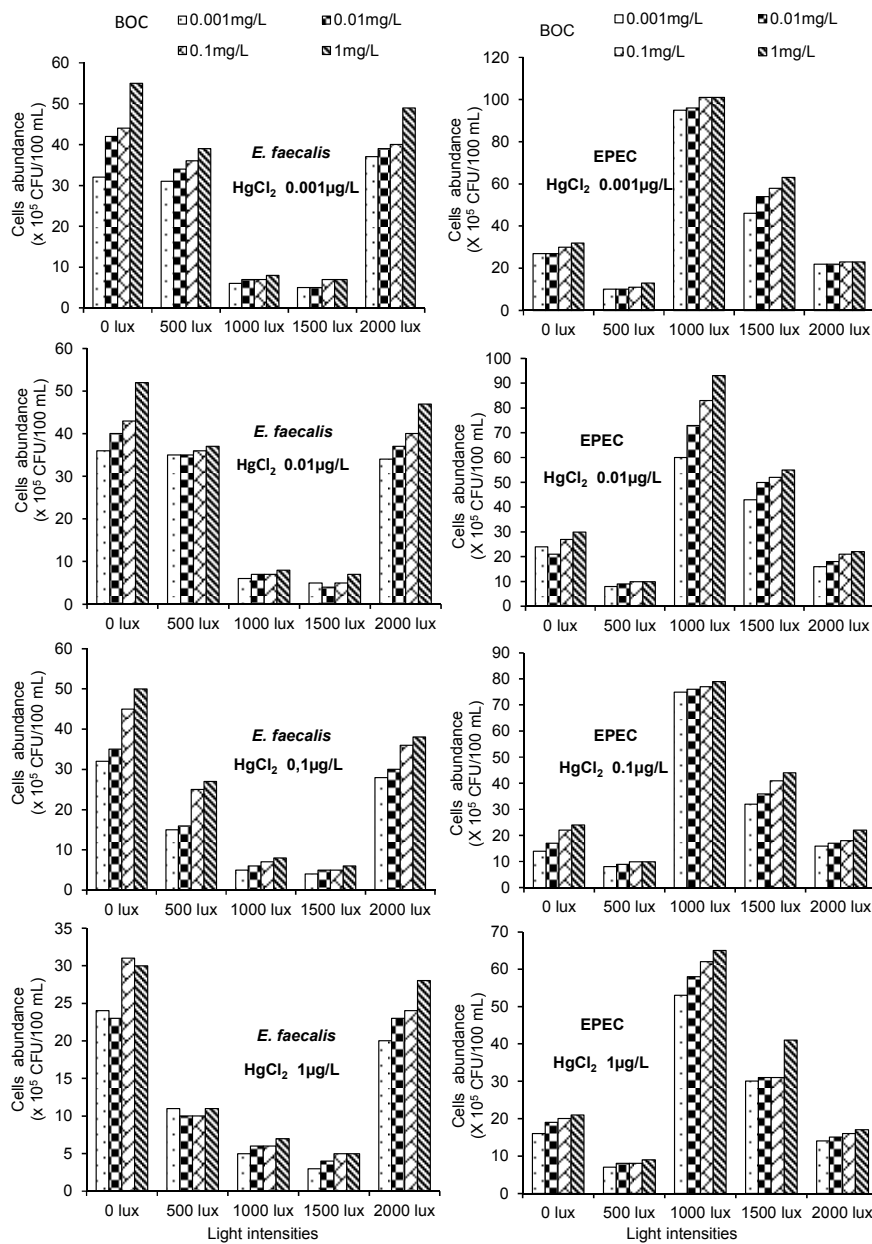 BOC 0.001mg/L 0.01mg/L
0.1mg/L 1mg/L
Cells abundance
(x 10⁵ CFU/100 mL)
60
50
40
30
20
10
0
E. faecalis
HgCl₂ 0.001µg/L
0 lux 500 lux 1000 lux 1500 lux 2000 lux
BOC 0.001mg/L 0.01mg/L
0.1mg/L 1mg/L
Cells abundance
(X 10⁵ CFU/100 mL)
120
100
80
60
40
20
0
EPEC
HgCl₂ 0.001µg/L
0 lux 500 lux 1000 lux 1500 lux 2000 lux
Cells abundance
(x 10⁵ CFU/100 mL)
60
50
40
30
20
10
0
E. faecalis
HgCl₂ 0.01µg/L
0 lux 500 lux 1000 lux 1500 lux 2000 lux
Cells abundance
(X 10⁵ CFU/100 mL)
100
90
80
70
60
50
40
30
20
10
0
EPEC
HgCl₂ 0.01µg/L
0 lux 500 lux 1000 lux 1500 lux 2000 lux
Cells abundance
(x 10⁵ CFU/100 mL)
60
50
40
30
20
10
0
E. faecalis
HgCl₂ 0,1µg/L
0 lux 500 lux 1000 lux 1500 lux 2000 lux
Cells abundance
(X 10⁵ CFU/100 mL)
90
80
70
60
50
40
30
20
10
0
EPEC
HgCl₂ 0.1µg/L
0 lux 500 lux 1000 lux 1500 lux 2000 lux
Cells abundance
(x 10⁵ CFU/100 mL)
35
30
25
20
15
10
5
0
E. faecalis
HgCl₂ 1µg/L
0 lux 500 lux 1000 lux 1500 lux 2000 lux
Light intensities
Cells abundance
(X 10⁵ CFU/100 mL)
70
60
50
40
30
20
10
0
EPEC
HgCl₂ 1µg/L
0 lux 500 lux 1000 lux 1500 lux 2000 lux
Light intensities